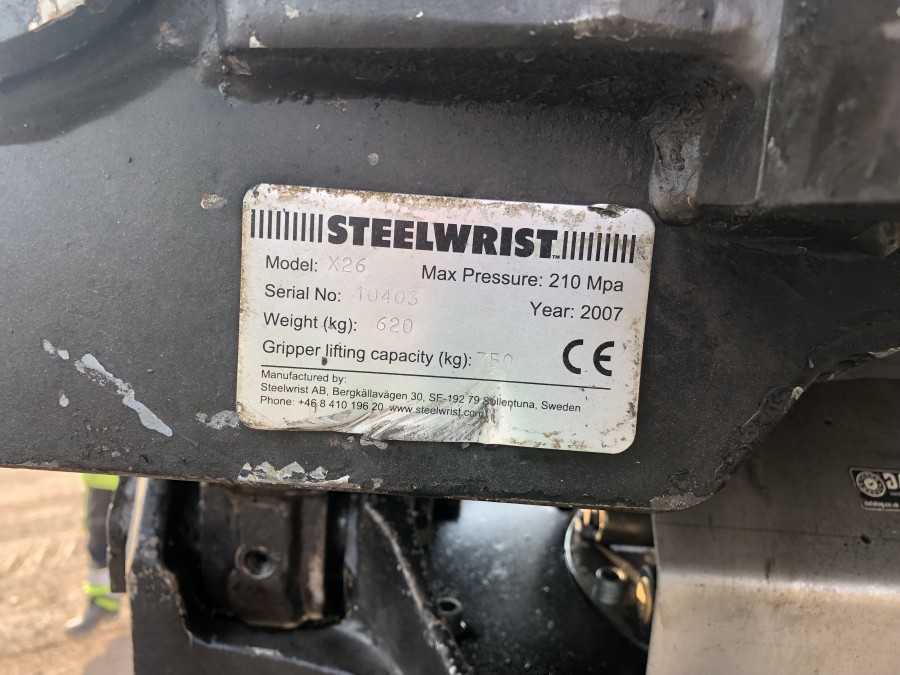 STEELWRIST™
Model: X26
Max Pressure: 210 Mpa
Serial No: 10403
Year: 2007
Weight (kg): 620
Gripper lifting capacity (kg): 750
CE
Manufactured by:
Steelwrist AB, Bergkällavägen 30, SE-192 79 Sollentuna, Sweden
Phone: +46 8 410 196 20 www.steelwrist.com